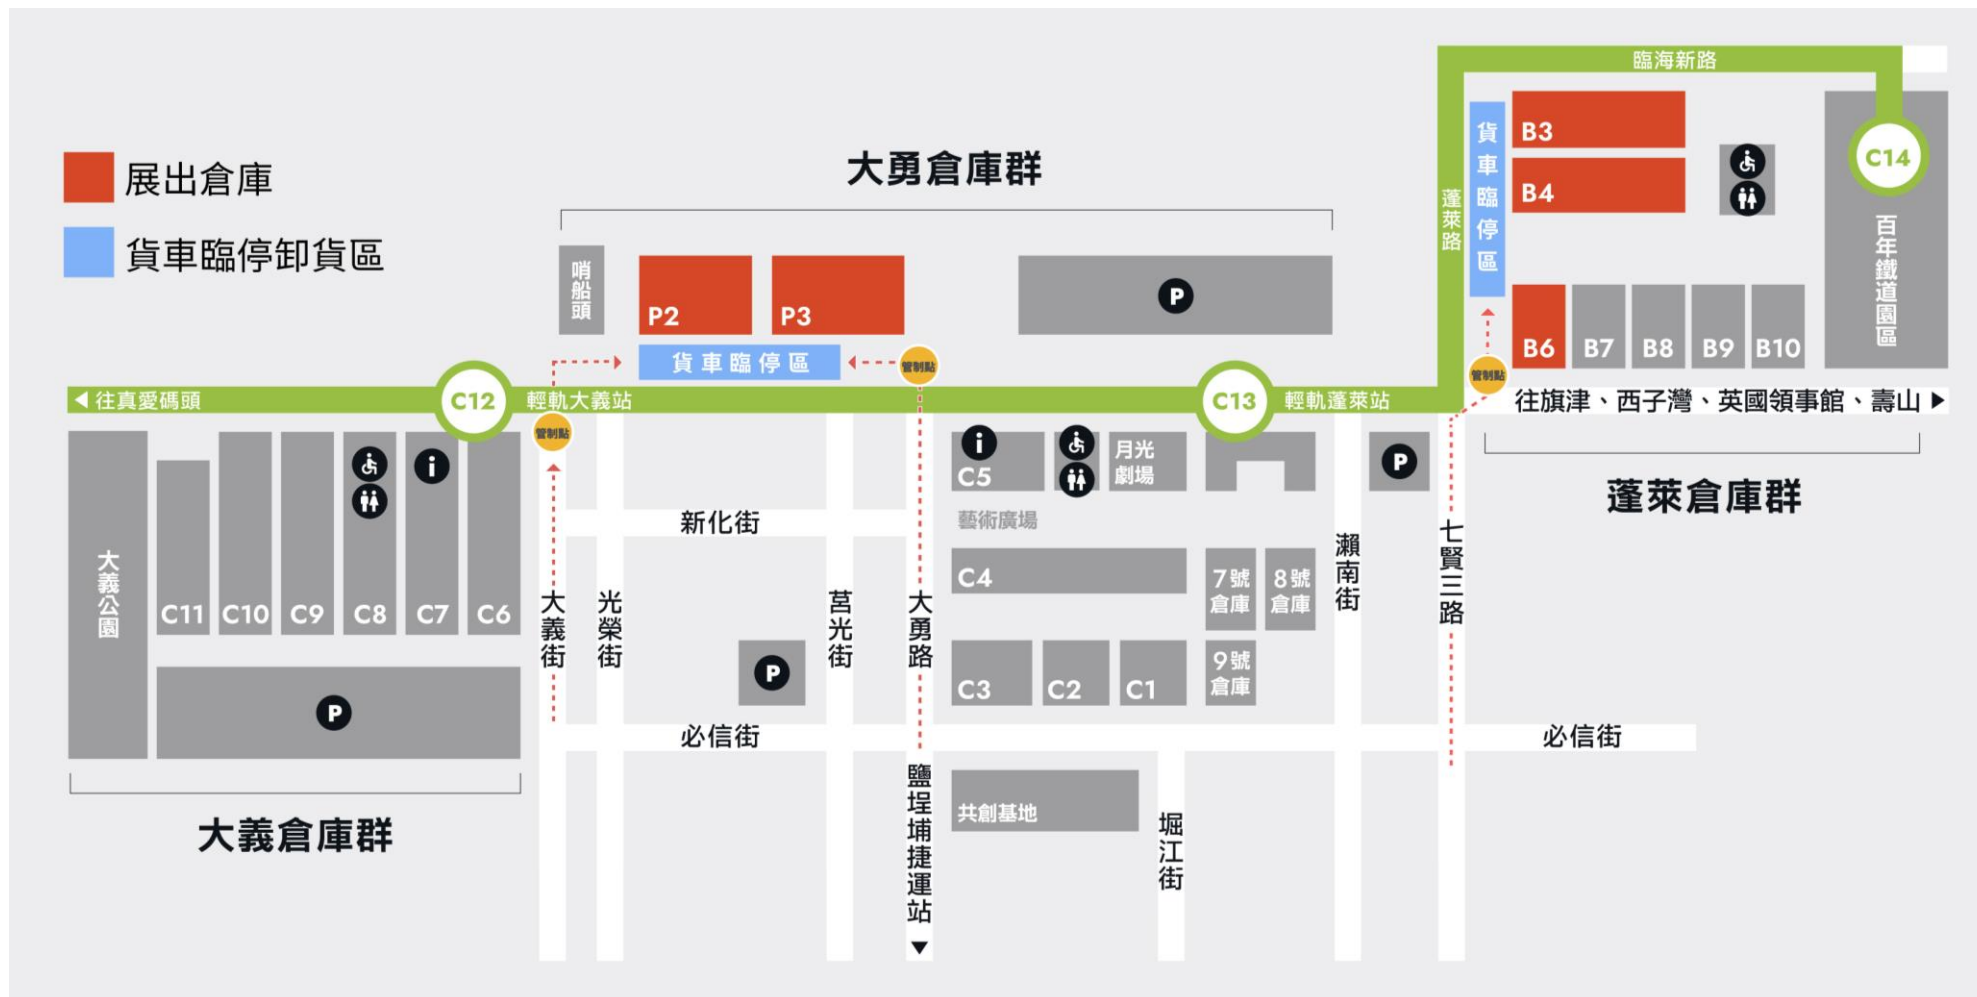 臨海新路
展出倉庫
貨車臨停卸貨區
大勇倉庫群
蓬萊路
貨車臨停區
B3
B4
C14
百年鐵道園區
哨船頭
P2
P3
P
貨車臨停區
管制點
B6
B7
B8
B9
B10
管制點
往真愛碼頭
C12
輕軌大義站
C13
輕軌蓬萊站
往旗津、西子灣、英國領事館、壽山
管制點
蓬萊倉庫群
大義公園
C11
C10
C9
C8
i
C7
C6
P
大義倉庫群
大義街
光榮街
新化街
莒光街
大勇路
P
必信街
i
C5
月光
劇場
藝術廣場
C4
7號
倉庫
8號
倉庫
C3
C2
C1
9號
倉庫
瀨南街
P
七賢三路
必信街
鹽埕埔捷運站
共創基地
堀江街